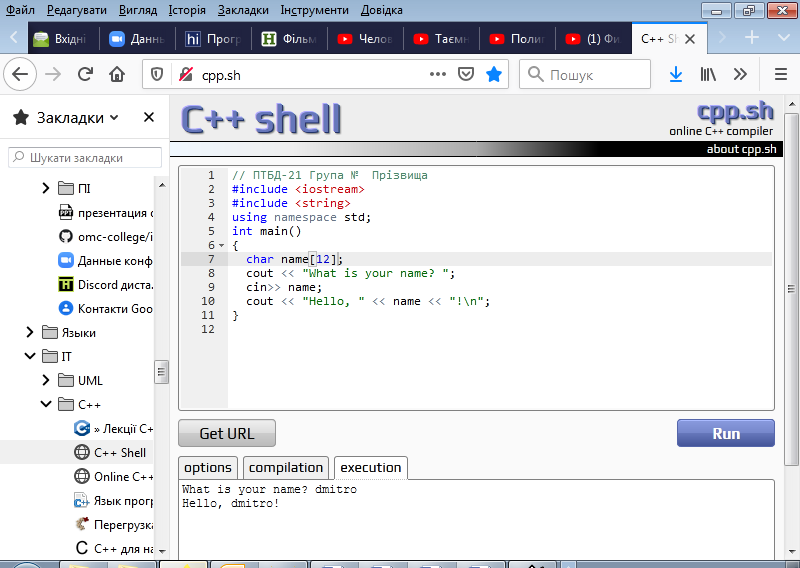 Файл Редагувати Вигляд Історія Закладки Інструменти Довідка
Вхідні Данны hi Прогр H Фільм Челов Таємн Полит (1) Фи C++ Sh
cpp.sh Пошук
Закладки
Шукати закладки
ПІ
презентация с
omc-college/i
Данные конф
Discord диста.
Контакти Goo
Языки
IT
UML
C++
» Лекції C+
C++ Shell
Online C++
Язык прогр
Перегрузка
C++ для на
C++ shell
cpp.sh
online C++ compiler
about cpp.sh
1 // ПТБД-21 Група № Прізвища
2 #include <iostream>
3 #include <string>
4 using namespace std;
5 int main()
6 {
7 char name[12];
8 cout << "What is your name? ";
9 cin>> name;
10 cout << "Hello, " << name << "!\n";
11 }
12
Get URL Run
options compilation execution
What is your name? dmitro
Hello, dmitro!